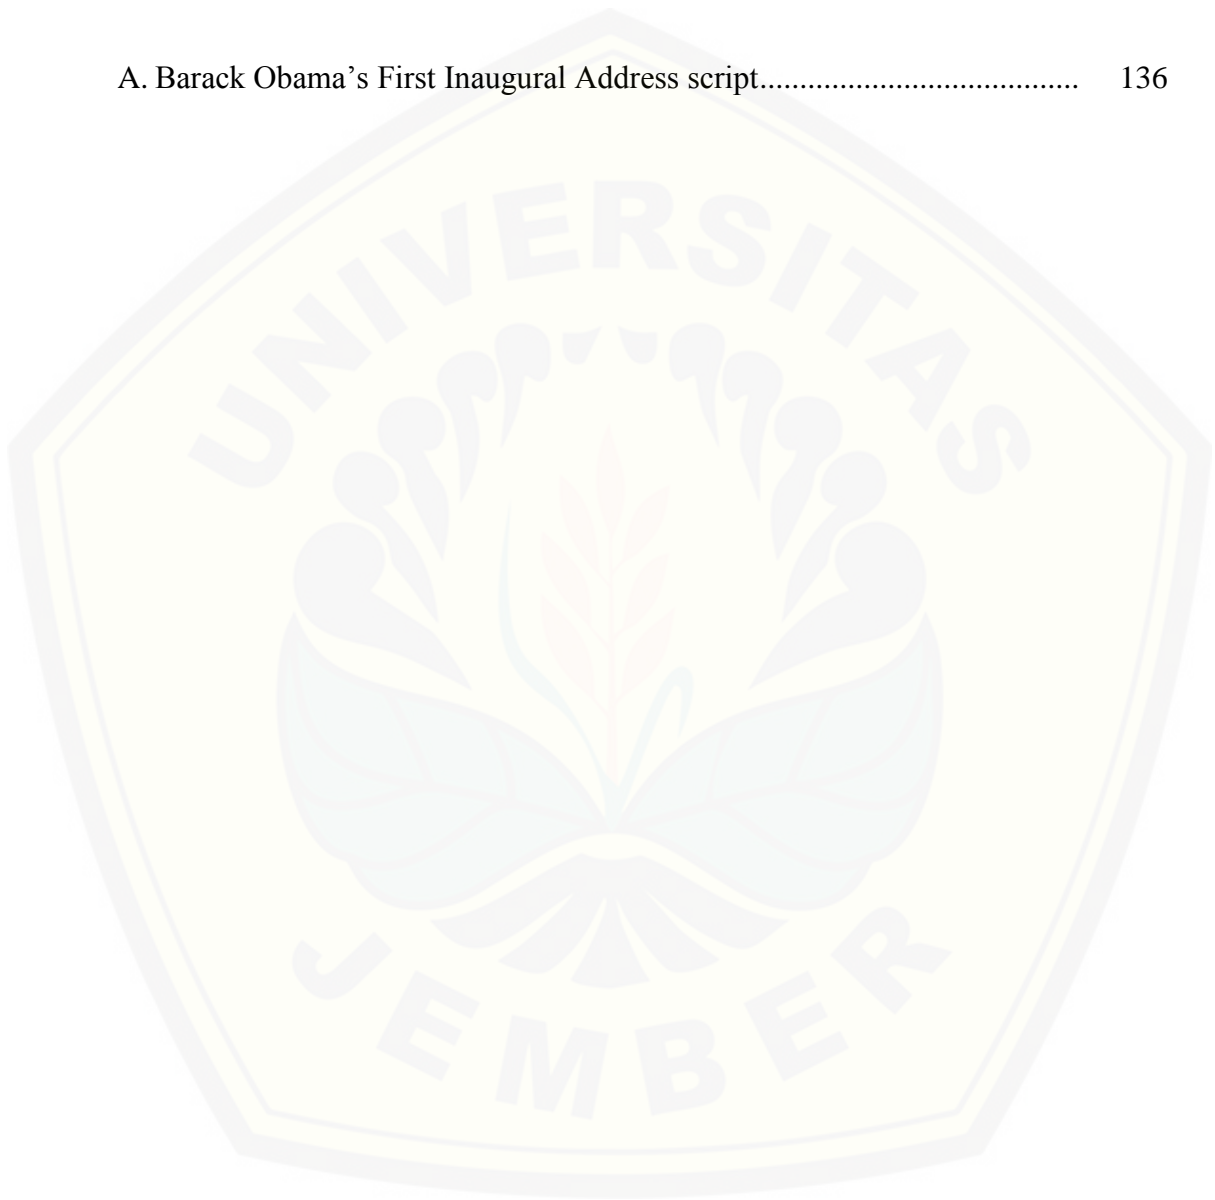 A. Barack Obama’s First Inaugural Address script....................................... 136
UNIVERSITAS
JEMBER